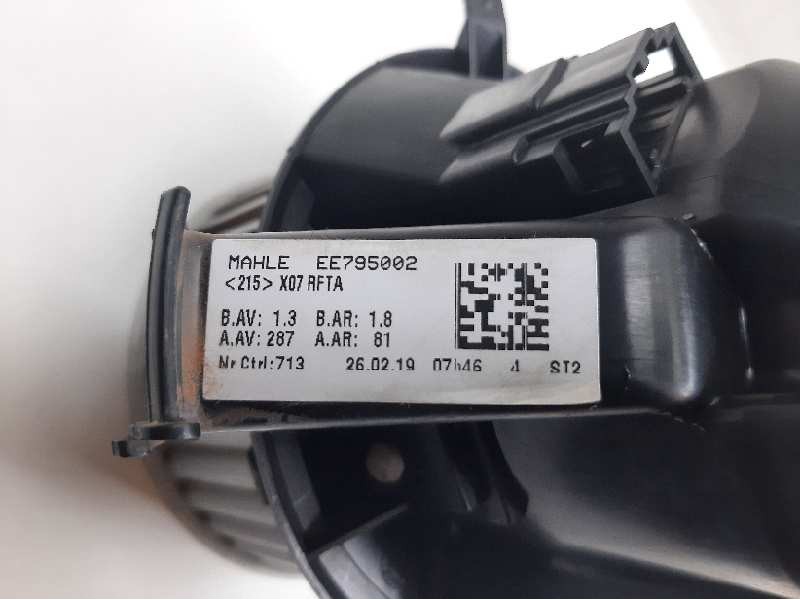 MAHLE EE795002
<215> X07 RFTA
B.AV: 1.3 B.AR: 1.8
A.AV: 287 A.AR: 81
Nr Ctrl:713 26.02.19 07h46 4 ST2